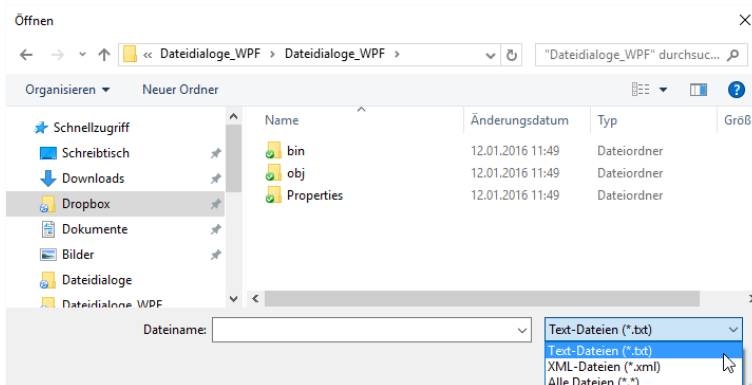 Öffnen
« Dateidialoge_WPF > Dateidialoge_WPF >
"Dateidialoge_WPF" durchsuc...
Organisieren Neuer Ordner
Name Änderungsdatum Typ Größ
Schnellzugriff
Schreibtisch
Downloads
Dropbox
Dokumente
Bilder
Dateidialoge
Dateidialoge_WPF
bin 12.01.2016 11:49 Dateiordner
obj 12.01.2016 11:49 Dateiordner
Properties 12.01.2016 11:49 Dateiordner
Dateiname: Text-Dateien (*.txt)
Text-Dateien (*.txt)
XML-Dateien (*.xml)
Alle Dateien (*.*)